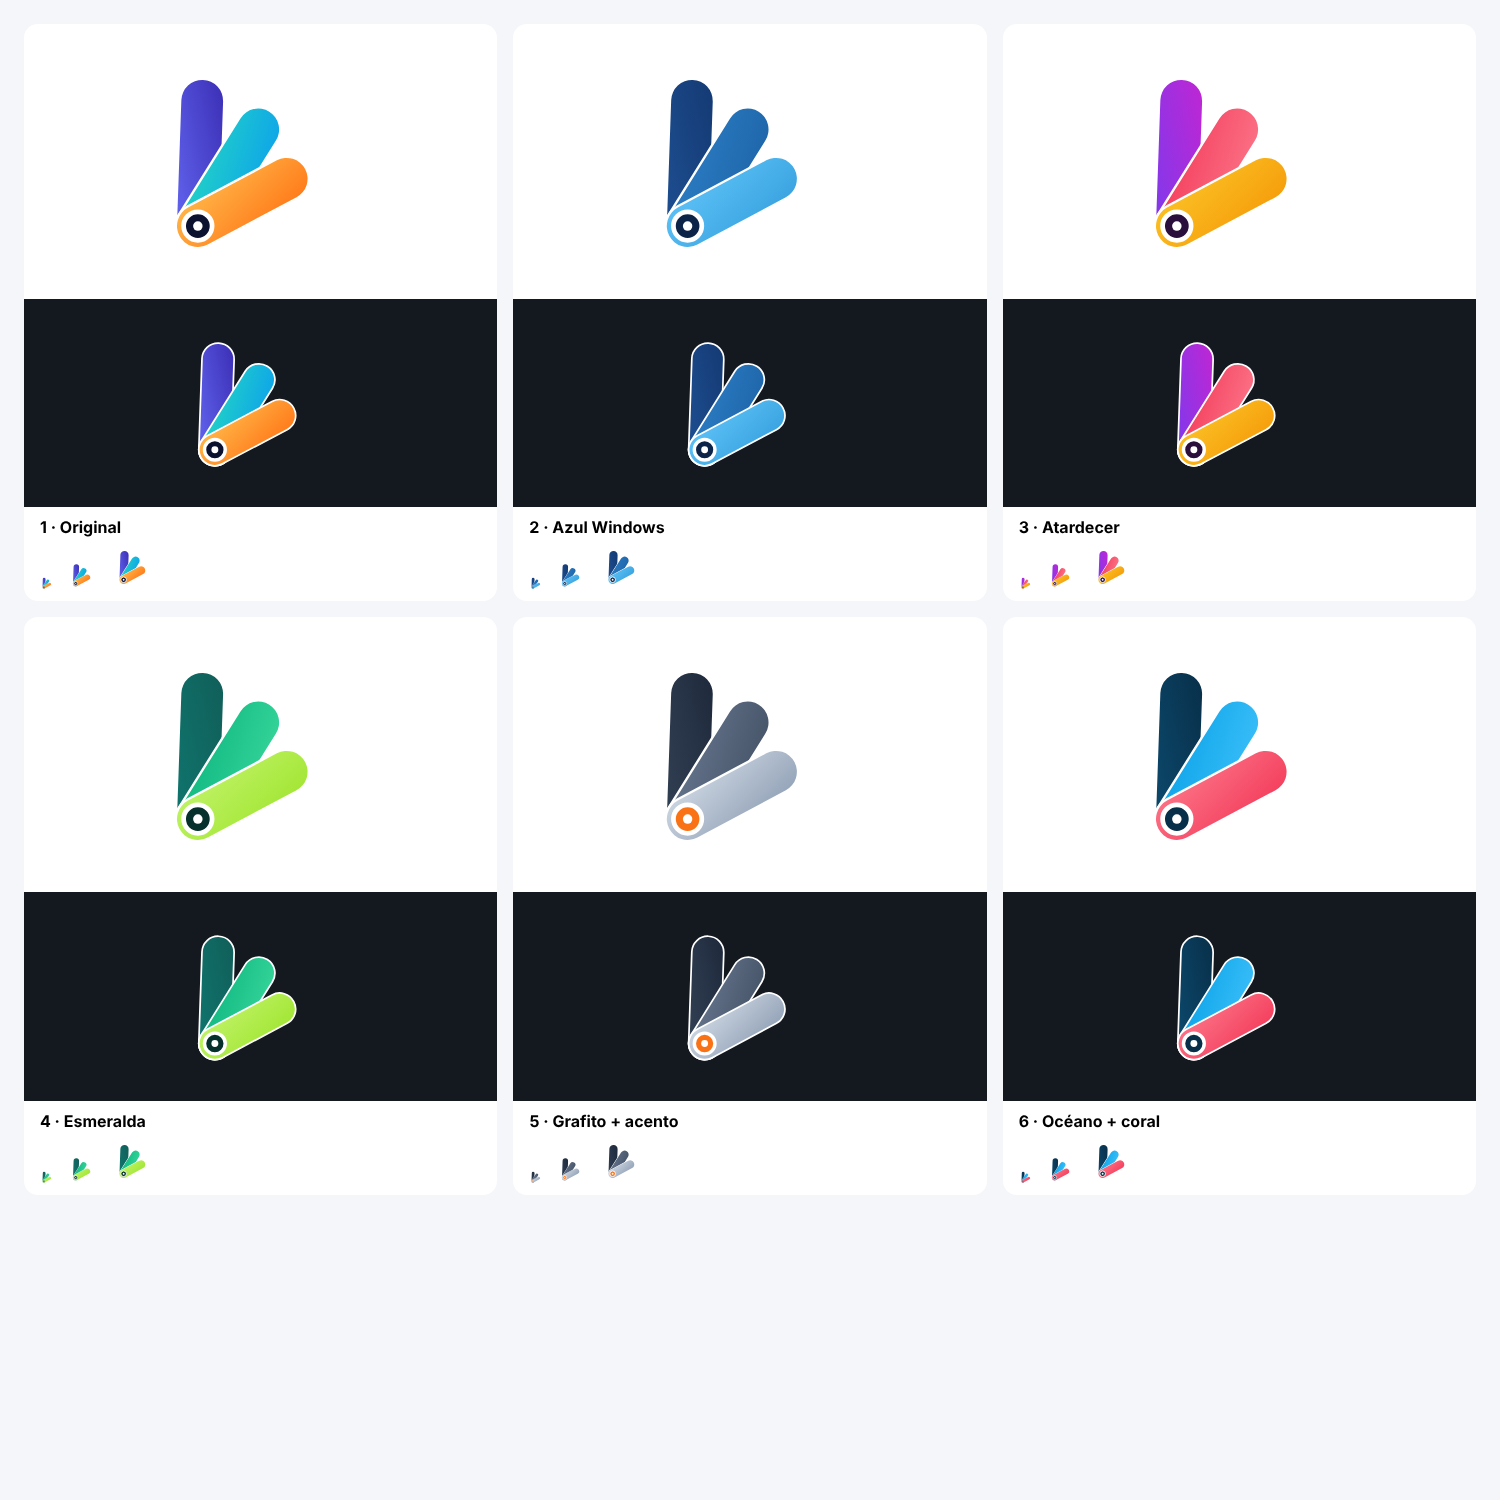 1 · Original
2 · Azul Windows
3 · Atardecer
4 · Esmeralda
5 · Grafito + acento
6 · Océano + coral